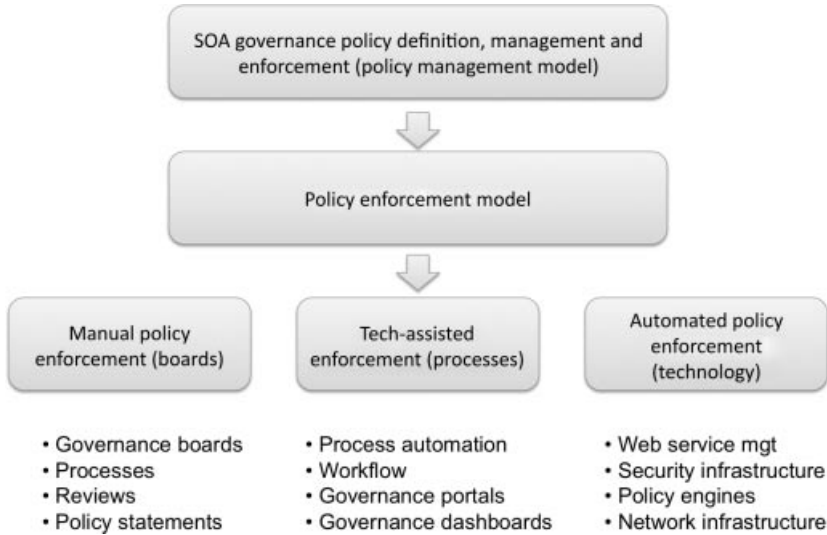 SOA governance policy definition, management and
enforcement (policy management model)
Policy enforcement model
Manual policy
enforcement (boards)
Tech-assisted
enforcement (processes)
Automated policy
enforcement
(technology)
• Governance boards
• Processes
• Reviews
• Policy statements
• Process automation
• Workflow
• Governance portals
• Governance dashboards
• Web service mgt
• Security infrastructure
• Policy engines
• Network infrastructure